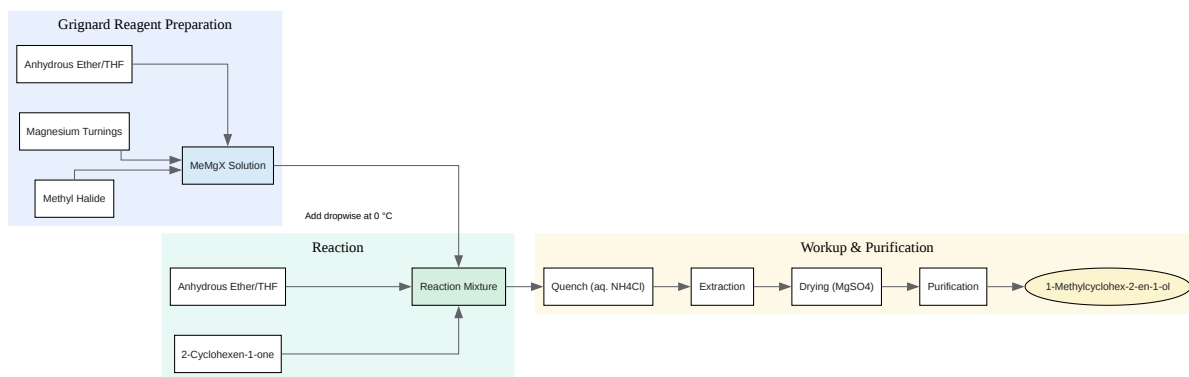 Grignard Reagent Preparation
Anhydrous Ether/THF
Magnesium Turnings
MeMgX Solution
Methyl Halide
Add dropwise at 0 °C
Reaction
Anhydrous Ether/THF
Reaction Mixture
2-Cyclohexen-1-one
Workup & Purification
Quench (aq. NH4Cl)
Extraction
Drying (MgSO4)
Purification
1-Methylcyclohex-2-en-1-ol